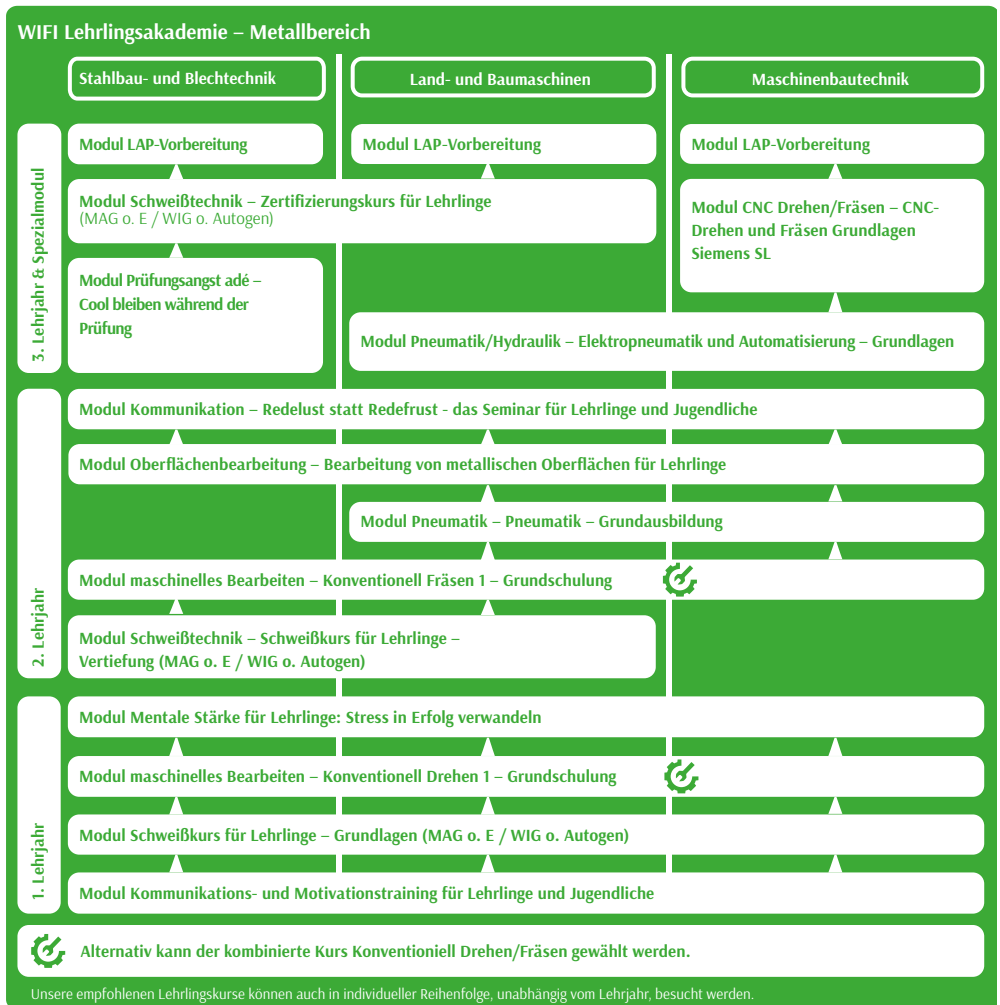 WIFI Lehrlingsakademie – Metallbereich
Stahlbau- und Blechtechnik
Land- und Baumaschinen
Maschinenbautechnik
3. Lehrjahr & Spezialmodul
Modul LAP-Vorbereitung
Modul LAP-Vorbereitung
Modul LAP-Vorbereitung
Modul Schweißtechnik – Zertifizierungskurs für Lehrlinge
(MAG o. E / WIG o. Autogen)
Modul CNC Drehen/Fräsen – CNC-
Drehen und Fräsen Grundlagen
Siemens SL
Modul Prüfungsangst adé –
Cool bleiben während der
Prüfung
Modul Pneumatik/Hydraulik – Elektropneumatik und Automatisierung – Grundlagen
2. Lehrjahr
Modul Kommunikation – Redelust statt Redefrust - das Seminar für Lehrlinge und Jugendliche
Modul Oberflächenbearbeitung – Bearbeitung von metallischen Oberflächen für Lehrlinge
Modul Pneumatik – Pneumatik – Grundausbildung
Modul maschinelles Bearbeiten – Konventionell Fräsen 1 – Grundschulung
Modul Schweißtechnik – Schweißkurs für Lehrlinge –
Vertiefung (MAG o. E / WIG o. Autogen)
1. Lehrjahr
Modul Mentale Stärke für Lehrlinge: Stress in Erfolg verwandeln
Modul maschinelles Bearbeiten – Konventionell Drehen 1 – Grundschulung
Modul Schweißkurs für Lehrlinge – Grundlagen (MAG o. E / WIG o. Autogen)
Modul Kommunikations- und Motivationstraining für Lehrlinge und Jugendliche
Alternativ kann der kombinierte Kurs Konventioniell Drehen/Fräsen gewählt werden.
Unsere empfohlenen Lehrlingskurse können auch in individueller Reihenfolge, unabhängig vom Lehrjahr, besucht werden.